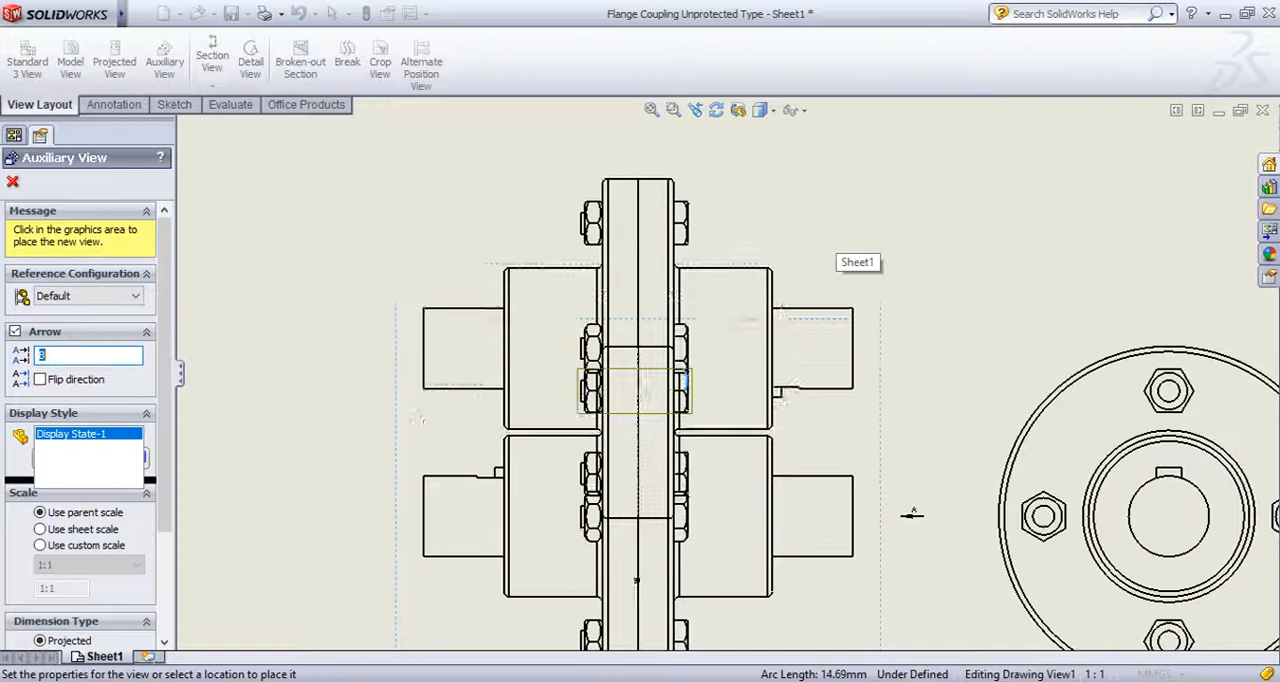 SOLIDWORKS
Flange Coupling Unprotected Type - Sheet1 *
Search SolidWorks Help
Standard 3 View
Model View
Projected View
Auxiliary View
Section View
Detail View
Broken-out Section
Break
Crop View
Alternate Position View
View Layout
Annotation
Sketch
Evaluate
Office Products
Auxiliary View
?
Message
Click in the graphics area to
place the new view.
Reference Configuration
Default
Arrow
B
Flip direction
Display Style
Display State-1
Scale
Use parent scale
Use sheet scale
Use custom scale
1:1
1:1
Dimension Type
Projected
Sheet1
A
Sheet1
Set the properties for the view or select a location to place it
Arc Length: 14.69mm
Under Defined
Editing Drawing View1
1 : 1
MMGS